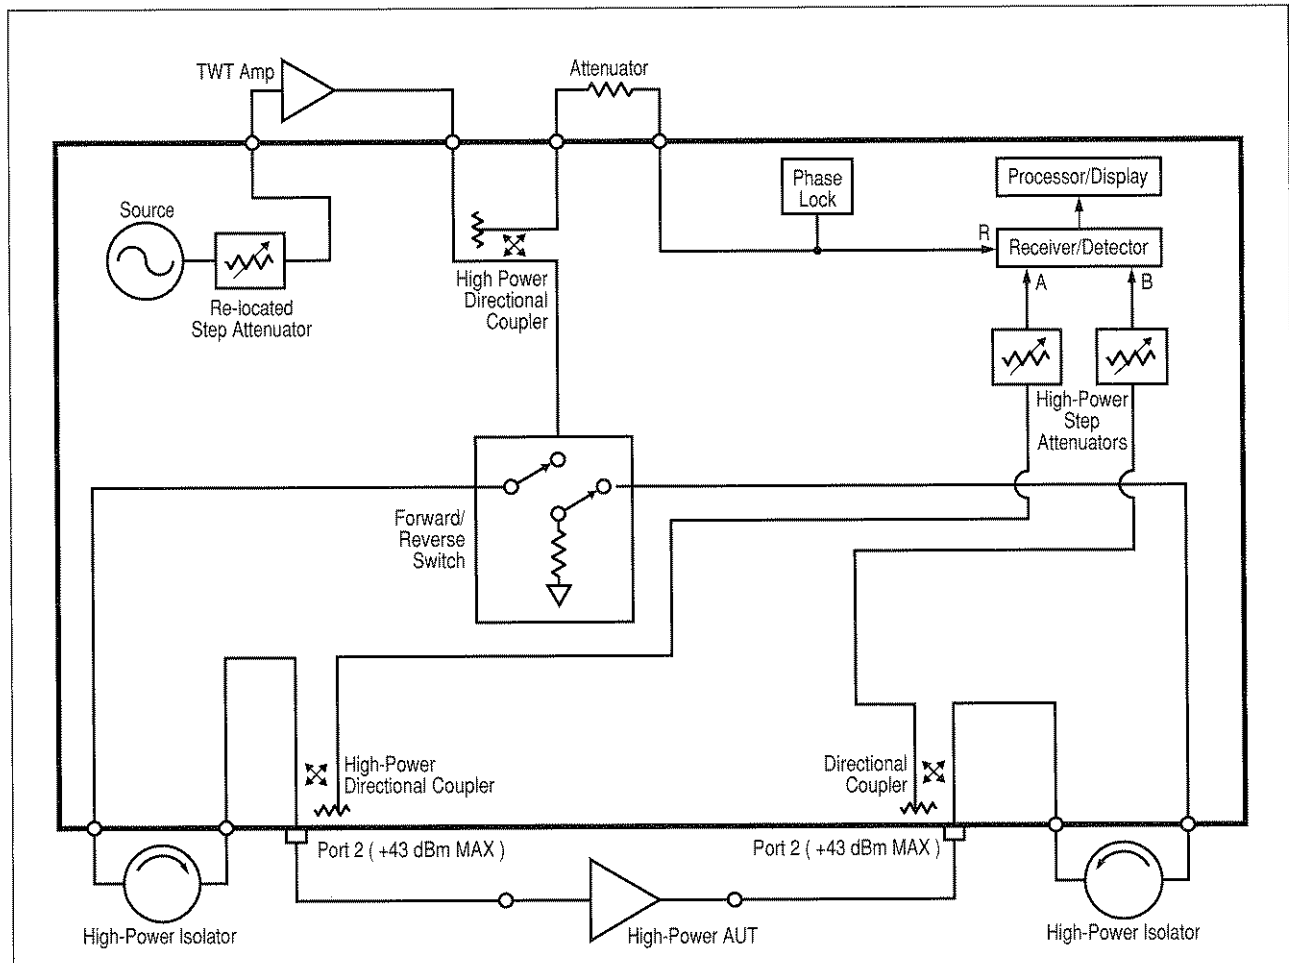 TWT Amp
Attenuator
Source
Phase
Lock
Processor/Display
R
Receiver/Detector
A
B
Re-located
Step Attenuator
High Power
Directional
Coupler
High-Power
Step
Attenuators
Forward/
Reverse
Switch
High-Power
Directional Coupler
Directional
Coupler
Port 2 ( +43 dBm MAX )
Port 2 ( +43 dBm MAX )
High-Power Isolator
High-Power AUT
High-Power Isolator